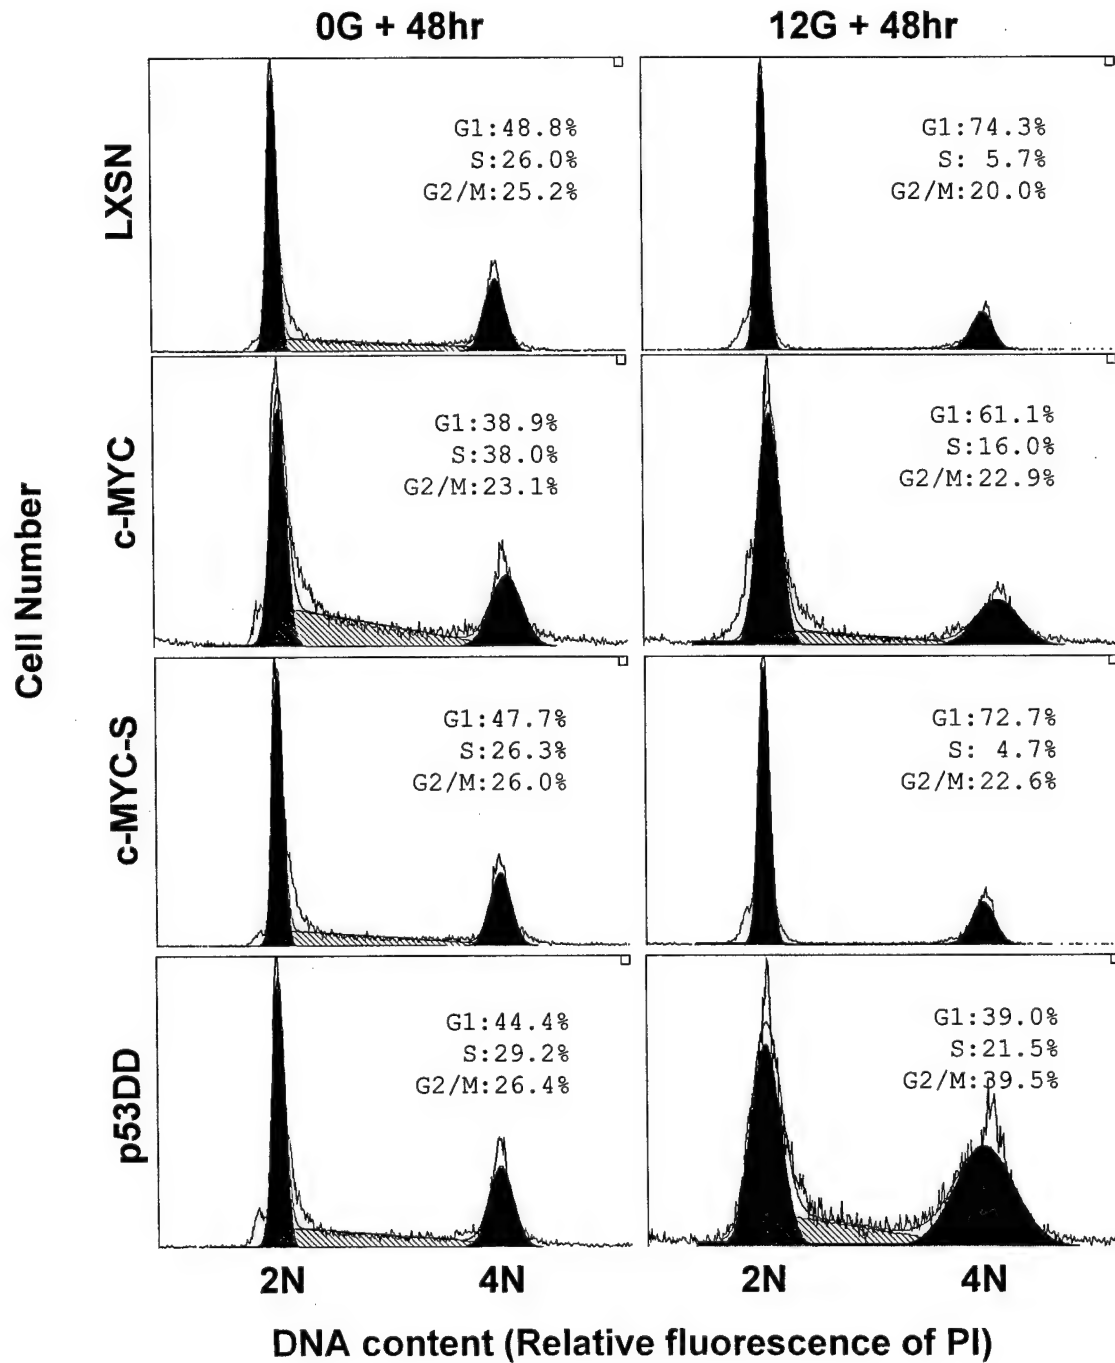 0G + 48hr
12G + 48hr
LXSN
G1:48.8%
S:26.0%
G2/M:25.2%
G1:74.3%
S: 5.7%
G2/M:20.0%
c-MYC
G1:38.9%
S:38.0%
G2/M:23.1%
G1:61.1%
S:16.0%
G2/M:22.9%
Cell Number
c-MYC-S
G1:47.7%
S:26.3%
G2/M:26.0%
G1:72.7%
S: 4.7%
G2/M:22.6%
p53DD
G1:44.4%
S:29.2%
G2/M:26.4%
G1:39.0%
S:21.5%
G2/M:39.5%
2N
4N
2N
4N
DNA content (Relative fluorescence of PI)